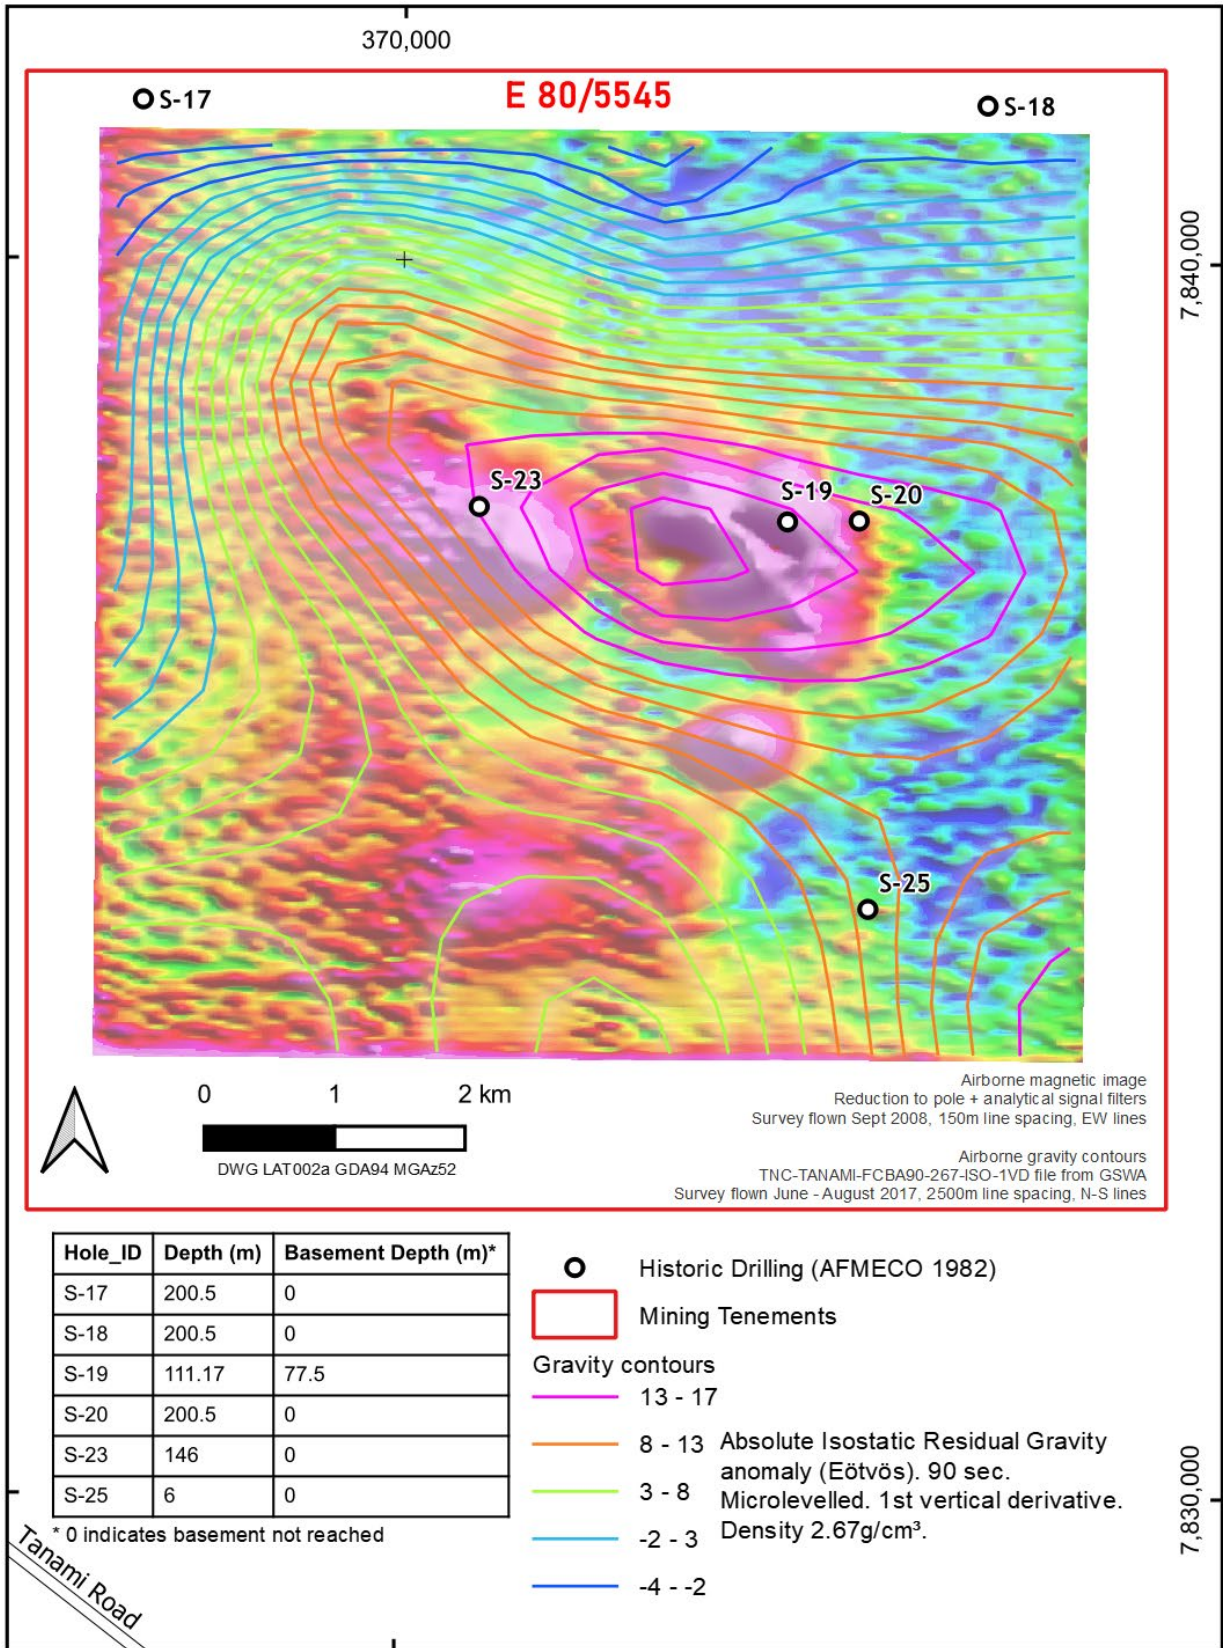 370,000
E 80/5545
S-17
S-18
7,840,000
S-23
S-19
S-20
S-25
0 1 2 km
DWG LAT002a GDA94 MGAz52
Airborne magnetic image
Reduction to pole + analytical signal filters
Survey flown Sept 2008, 150m line spacing, EW lines
Airborne gravity contours
TNC-TANAMI-FCBA90-267-ISO-1VD file from GSWA
Survey flown June - August 2017, 2500m line spacing, N-S lines
Hole_ID Depth (m) Basement Depth (m)*
S-17 200.5 0
S-18 200.5 0
S-19 111.17 77.5
S-20 200.5 0
S-23 146 0
S-25 6 0
* 0 indicates basement not reached
Tanami Road
Historic Drilling (AFMECO 1982)
Mining Tenements
Gravity contours
13 - 17
8 - 13
3 - 8
-2 - 3
-4 - -2
Absolute Isostatic Residual Gravity
anomaly (Eötvös). 90 sec.
Microlevelled. 1st vertical derivative.
Density 2.67g/cm³.
7,830,000